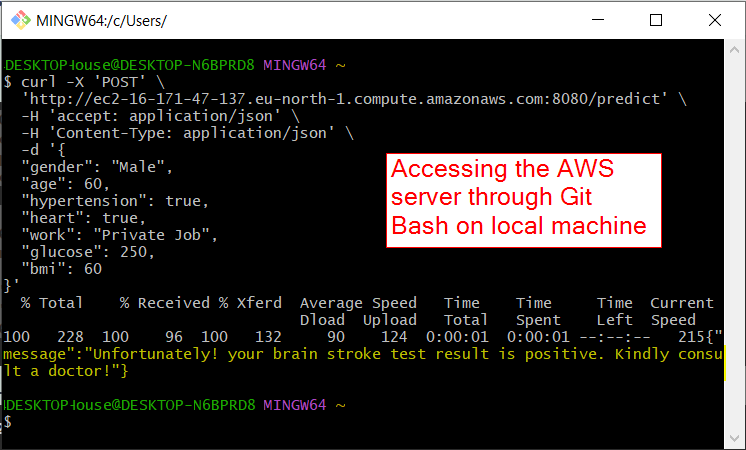 MINGW64:/c/Users/
DESKTOPHouse@DESKTOP-N6BPRD8 MINGW64 ~
$ curl -X 'POST' \
'http://ec2-16-171-47-137.eu-north-1.compute.amazonaws.com:8080/predict' \
-H 'accept: application/json' \
-H 'Content-Type: application/json' \
-d '{
"gender": "Male",
"age": 60,
"hypertension": true,
"heart": true,
"work": "Private Job",
"glucose": 250,
"bmi": 60
}'
Accessing the AWS
server through Git
Bash on local machine
% Total % Received % Xferd Average Speed Time Time Time Current
Dload Upload Total Spent Left Speed
100 228 100 96 100 132 90 124 0:00:01 0:00:01 --:--:-- 215{"
message":"Unfortunately! your brain stroke test result is positive. Kindly consu
lt a doctor!"}
DESKTOPHouse@DESKTOP-N6BPRD8 MINGW64 ~
$